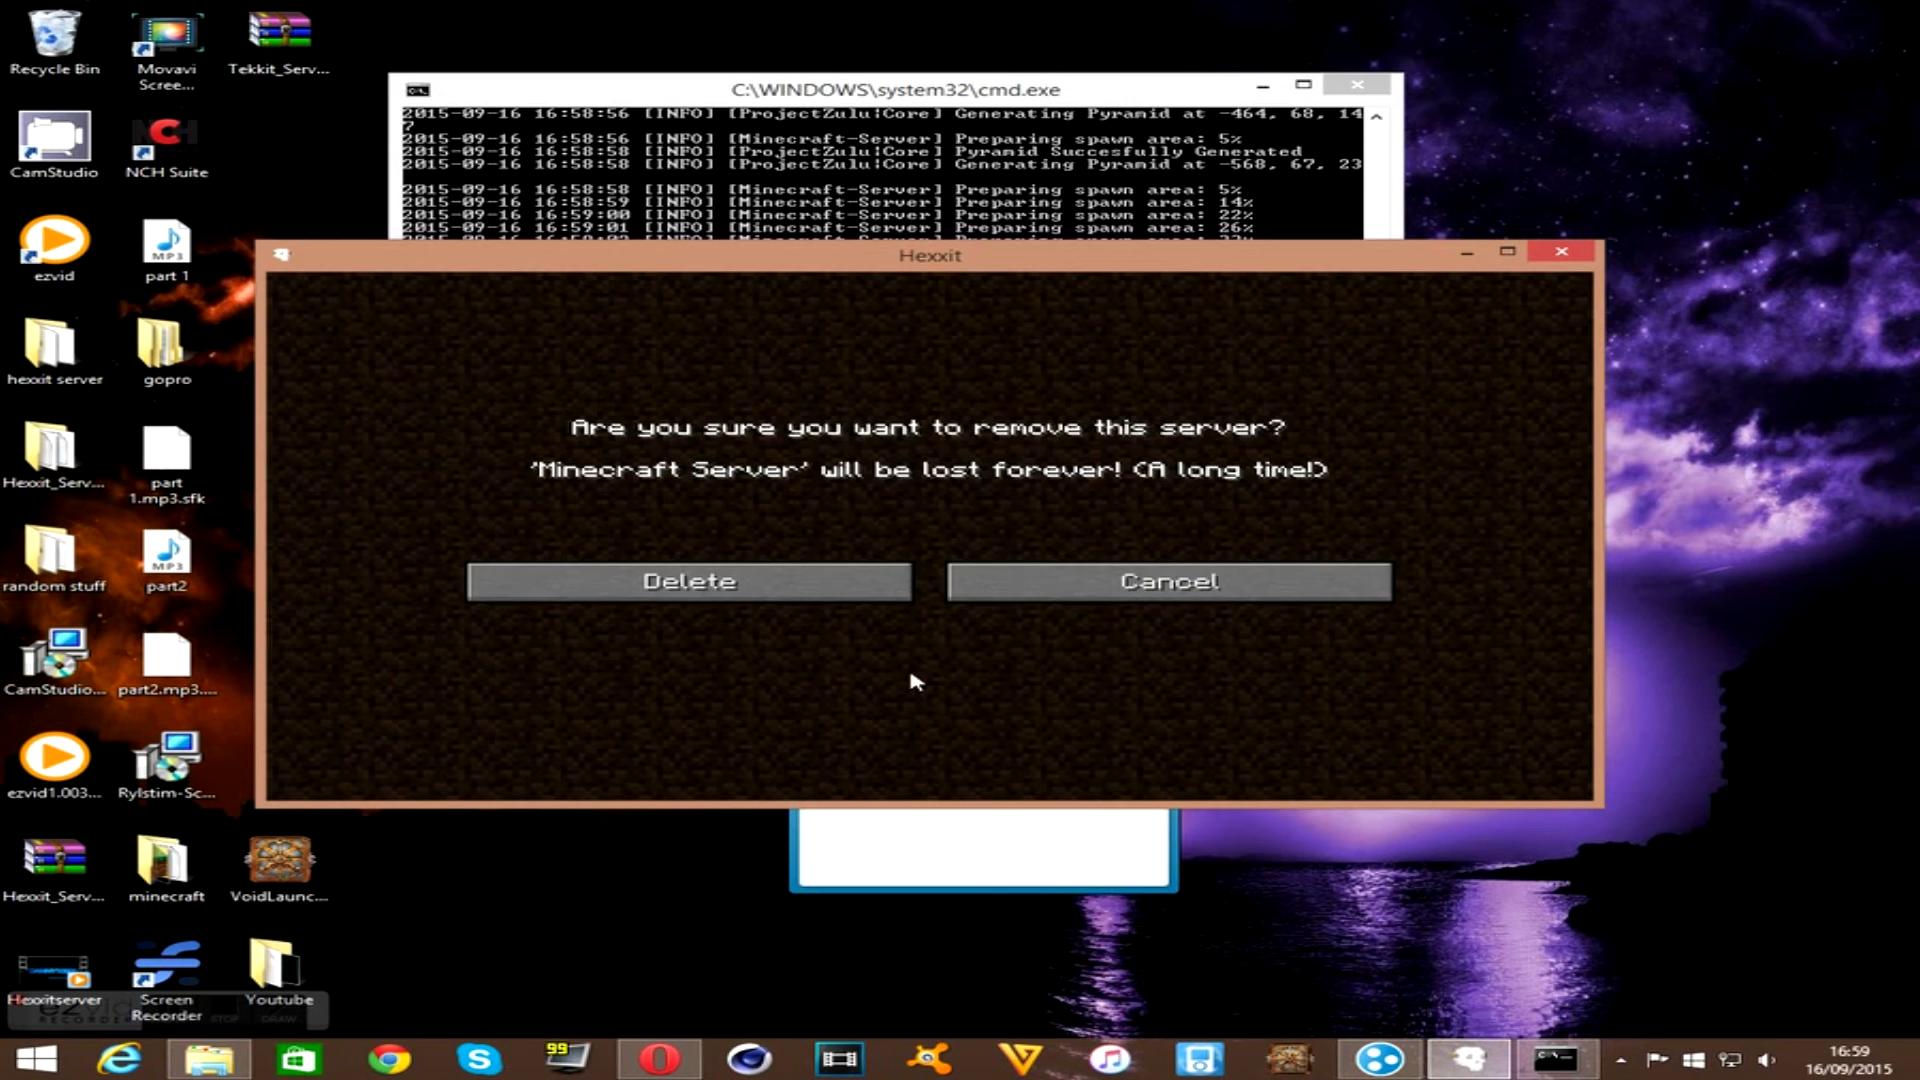 Recycle Bin
Movavi
Scree...
Tekkit_Serv...
CamStudio
NCH
NCH Suite
ezvid
MP3
part 1
hexxit server
gopro
Hexxit_Serv...
part
1.mp3.sfk
random stuff
MP3
part2
CamStudio...
part2.mp3....
ezvid1.003...
Rylstim-Sc...
Hexxit_Serv...
minecraft
VoidLaunc...
Hexxitserver
Screen
Recorder
Youtube
ezvid
RECORDER
STOP
DRAW
C:\WINDOWS\system32\cmd.exe
2015-09-16 16:58:56 [INFO] [ProjectZulu|Core] Generating Pyramid at -464, 68, 14
7
2015-09-16 16:58:56 [INFO] [Minecraft-Server] Preparing spawn area: 5%
2015-09-16 16:58:58 [INFO] [ProjectZulu|Core] Pyramid Succesfully Generated
2015-09-16 16:58:58 [INFO] [ProjectZulu|Core] Generating Pyramid at -568, 67, 23
2015-09-16 16:58:58 [INFO] [Minecraft-Server] Preparing spawn area: 5%
2015-09-16 16:58:59 [INFO] [Minecraft-Server] Preparing spawn area: 14%
2015-09-16 16:59:00 [INFO] [Minecraft-Server] Preparing spawn area: 22%
2015-09-16 16:59:01 [INFO] [Minecraft-Server] Preparing spawn area: 26%
Hexxit
Are you sure you want to remove this server?
'Minecraft Server' will be lost forever! (A long time!)
Delete
Cancel
99
16:59
16/09/2015